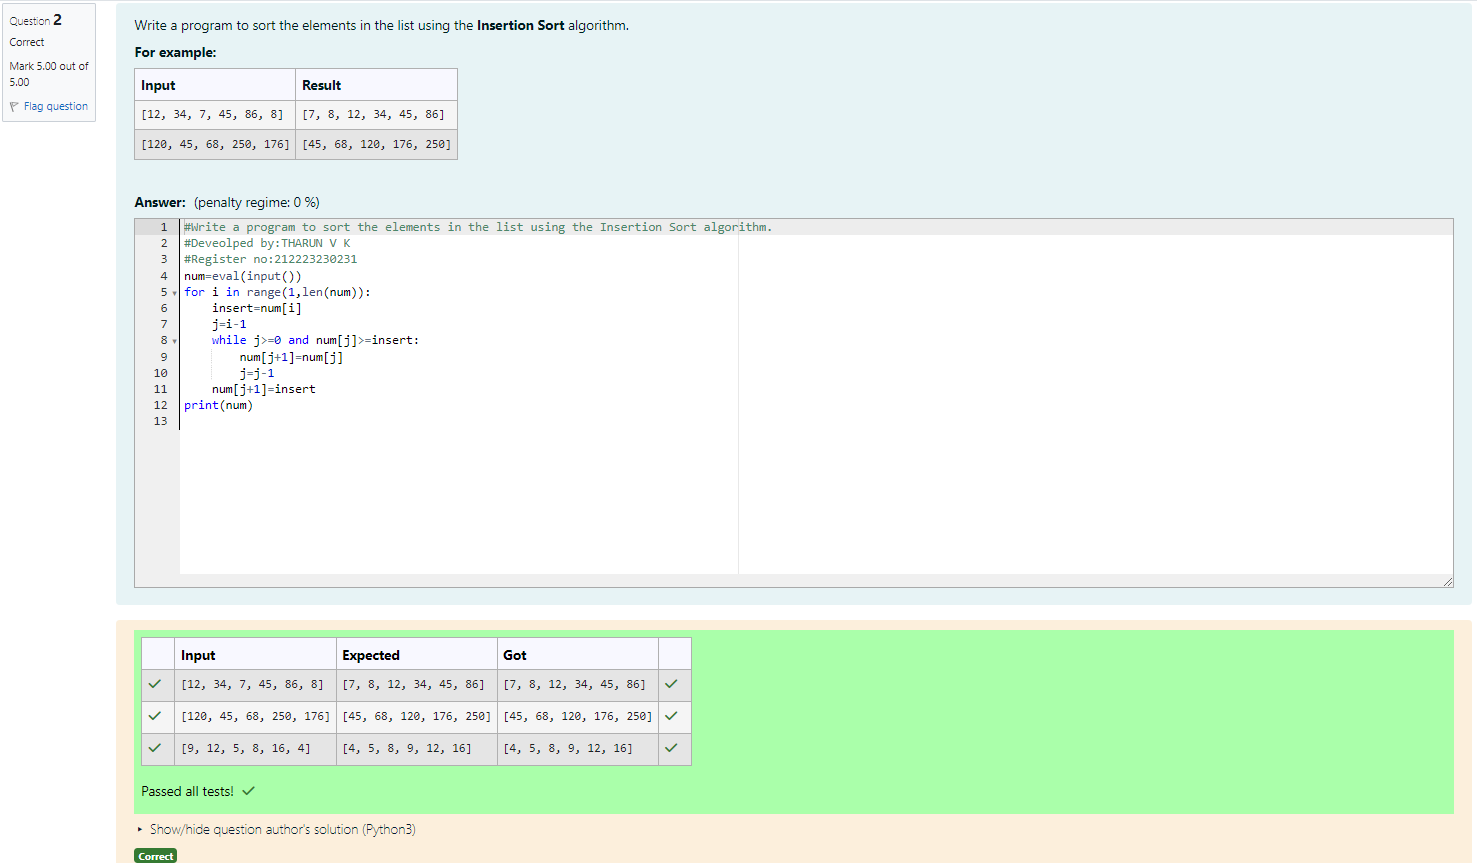 Question 2
Correct
Mark 5.00 out of
5.00
Flag question
Write a program to sort the elements in the list using the Insertion Sort algorithm.
For example:
Input Result
[12, 34, 7, 45, 86, 8] [7, 8, 12, 34, 45, 86]
[120, 45, 68, 250, 176] [45, 68, 120, 176, 250]
Answer: (penalty regime: 0 %)
1 #Write a program to sort the elements in the list using the Insertion Sort algorithm.
2 #Deveolped by:THARUN V K
3 #Register no:212223230231
4 num=eval(input())
5 for i in range(1,len(num)):
6 insert=num[i]
7 j=i-1
8 while j>=0 and num[j]>=insert:
9 num[j+1]=num[j]
10 j=j-1
11 num[j+1]=insert
12 print(num)
13
Input Expected Got
[12, 34, 7, 45, 86, 8] [7, 8, 12, 34, 45, 86] [7, 8, 12, 34, 45, 86]
[120, 45, 68, 250, 176] [45, 68, 120, 176, 250] [45, 68, 120, 176, 250]
[9, 12, 5, 8, 16, 4] [4, 5, 8, 9, 12, 16] [4, 5, 8, 9, 12, 16]
Passed all tests!
Show/hide question author's solution (Python3)
Correct